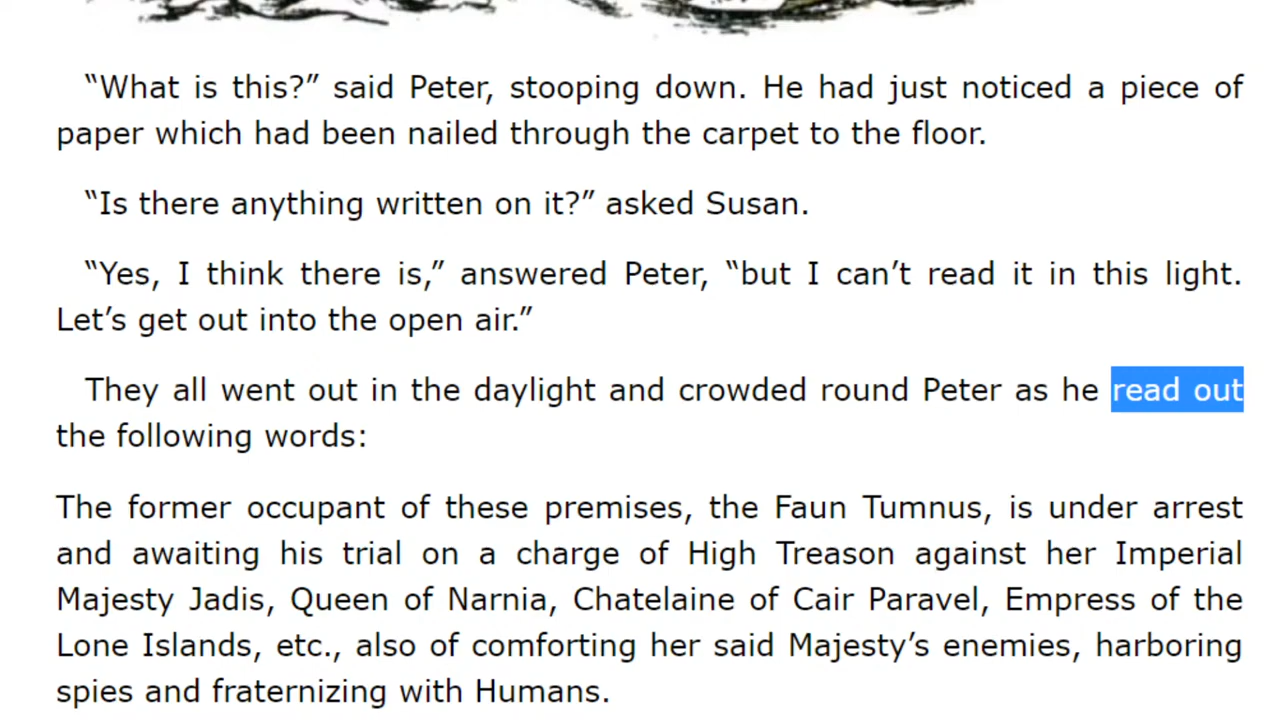 “What is this?” said Peter, stooping down. He had just noticed a piece of
paper which had been nailed through the carpet to the floor.
“Is there anything written on it?” asked Susan.
“Yes, I think there is,” answered Peter, “but I can’t read it in this light.
Let’s get out into the open air.”
They all went out in the daylight and crowded round Peter as he read out
the following words:
The former occupant of these premises, the Faun Tumnus, is under arrest
and awaiting his trial on a charge of High Treason against her Imperial
Majesty Jadis, Queen of Narnia, Chatelaine of Cair Paravel, Empress of the
Lone Islands, etc., also of comforting her said Majesty’s enemies, harboring
spies and fraternizing with Humans.